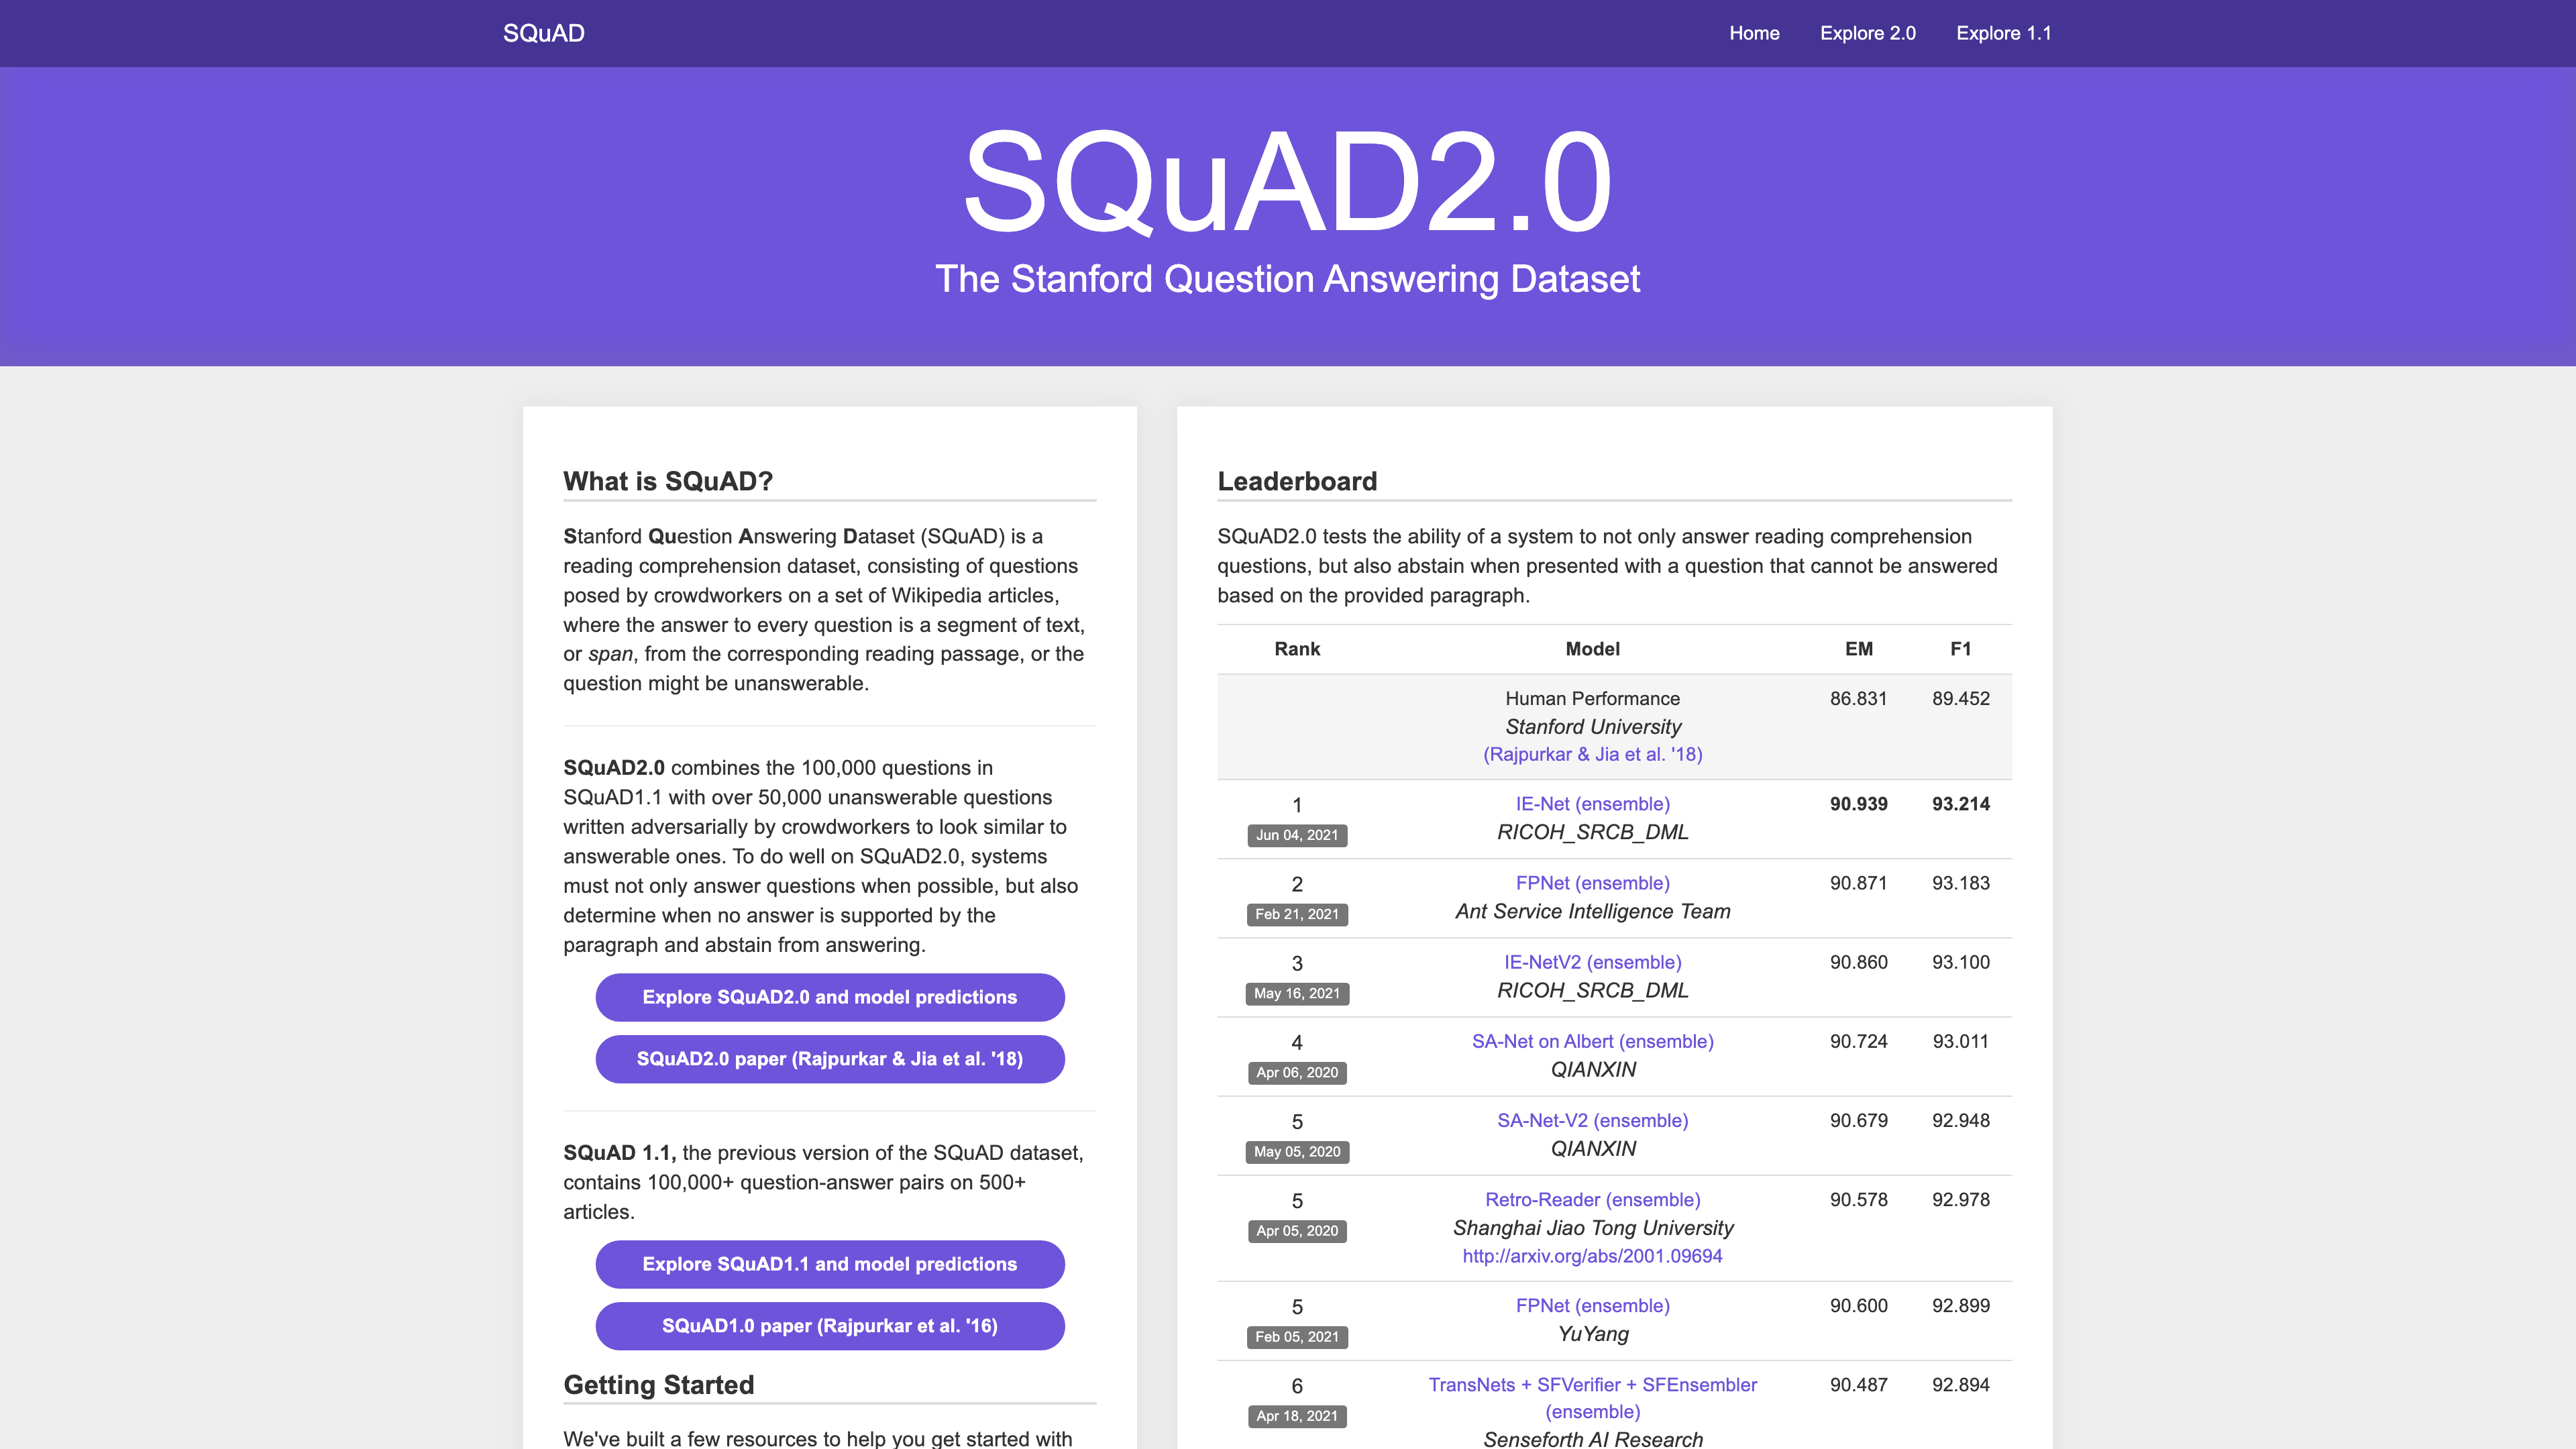 SQuAD
Home
Explore 2.0
Explore 1.1
SQuAD2.0
The Stanford Question Answering Dataset
What is SQuAD?
Stanford Question Answering Dataset (SQuAD) is a
reading comprehension dataset, consisting of questions
posed by crowdworkers on a set of Wikipedia articles,
where the answer to every question is a segment of text,
or span, from the corresponding reading passage, or the
question might be unanswerable.
SQuAD2.0 combines the 100,000 questions in
SQuAD1.1 with over 50,000 unanswerable questions
written adversarially by crowdworkers to look similar to
answerable ones. To do well on SQuAD2.0, systems
must not only answer questions when possible, but also
determine when no answer is supported by the
paragraph and abstain from answering.
Explore SQuAD2.0 and model predictions
SQuAD2.0 paper (Rajpurkar & Jia et al. '18)
SQuAD 1.1, the previous version of the SQuAD dataset,
contains 100,000+ question-answer pairs on 500+
articles.
Explore SQuAD1.1 and model predictions
SQuAD1.0 paper (Rajpurkar et al. '16)
Getting Started
We've built a few resources to help you get started with
Leaderboard
SQuAD2.0 tests the ability of a system to not only answer reading comprehension
questions, but also abstain when presented with a question that cannot be answered
based on the provided paragraph.
Rank Model EM F1
Human Performance 86.831 89.452
Stanford University
(Rajpurkar & Jia et al. '18)
1 IE-Net (ensemble) 90.939 93.214
Jun 04, 2021 RICOH_SRCB_DML
2 FPNet (ensemble) 90.871 93.183
Feb 21, 2021 Ant Service Intelligence Team
3 IE-NetV2 (ensemble) 90.860 93.100
May 16, 2021 RICOH_SRCB_DML
4 SA-Net on Albert (ensemble) 90.724 93.011
Apr 06, 2020 QIANXIN
5 SA-Net-V2 (ensemble) 90.679 92.948
May 05, 2020 QIANXIN
5 Retro-Reader (ensemble) 90.578 92.978
Apr 05, 2020 Shanghai Jiao Tong University
http://arxiv.org/abs/2001.09694
5 FPNet (ensemble) 90.600 92.899
Feb 05, 2021 YuYang
6 TransNets + SFVerifier + SFEnsembler 90.487 92.894
Apr 18, 2021 (ensemble)
Senseforth AI Research